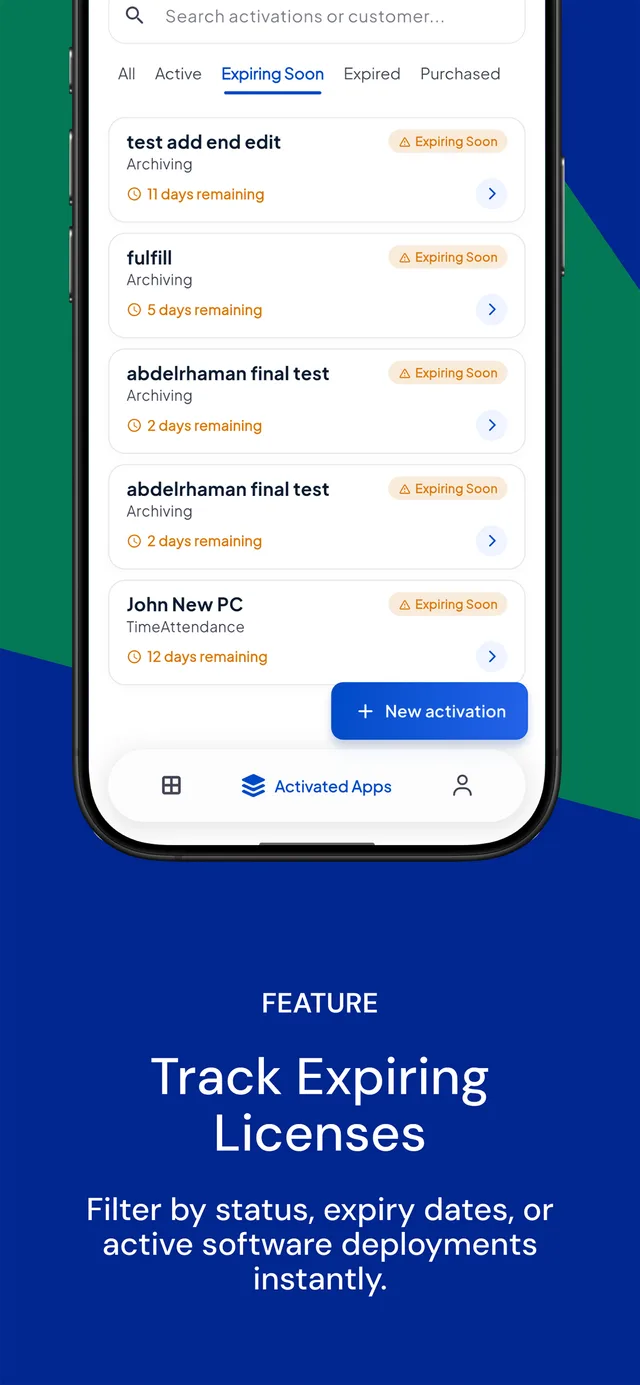 Search activations or customer...
All Active Expiring Soon Expired Purchased
test add end edit
Expiring Soon
Archiving
11 days remaining
fulfill
Expiring Soon
Archiving
5 days remaining
abdelrhaman final test
Expiring Soon
Archiving
2 days remaining
abdelrhaman final test
Expiring Soon
Archiving
2 days remaining
John New PC
Expiring Soon
TimeAttendance
12 days remaining
+ New activation
Activated Apps
FEATURE
Track Expiring
Licenses
Filter by status, expiry dates, or
active software deployments
instantly.